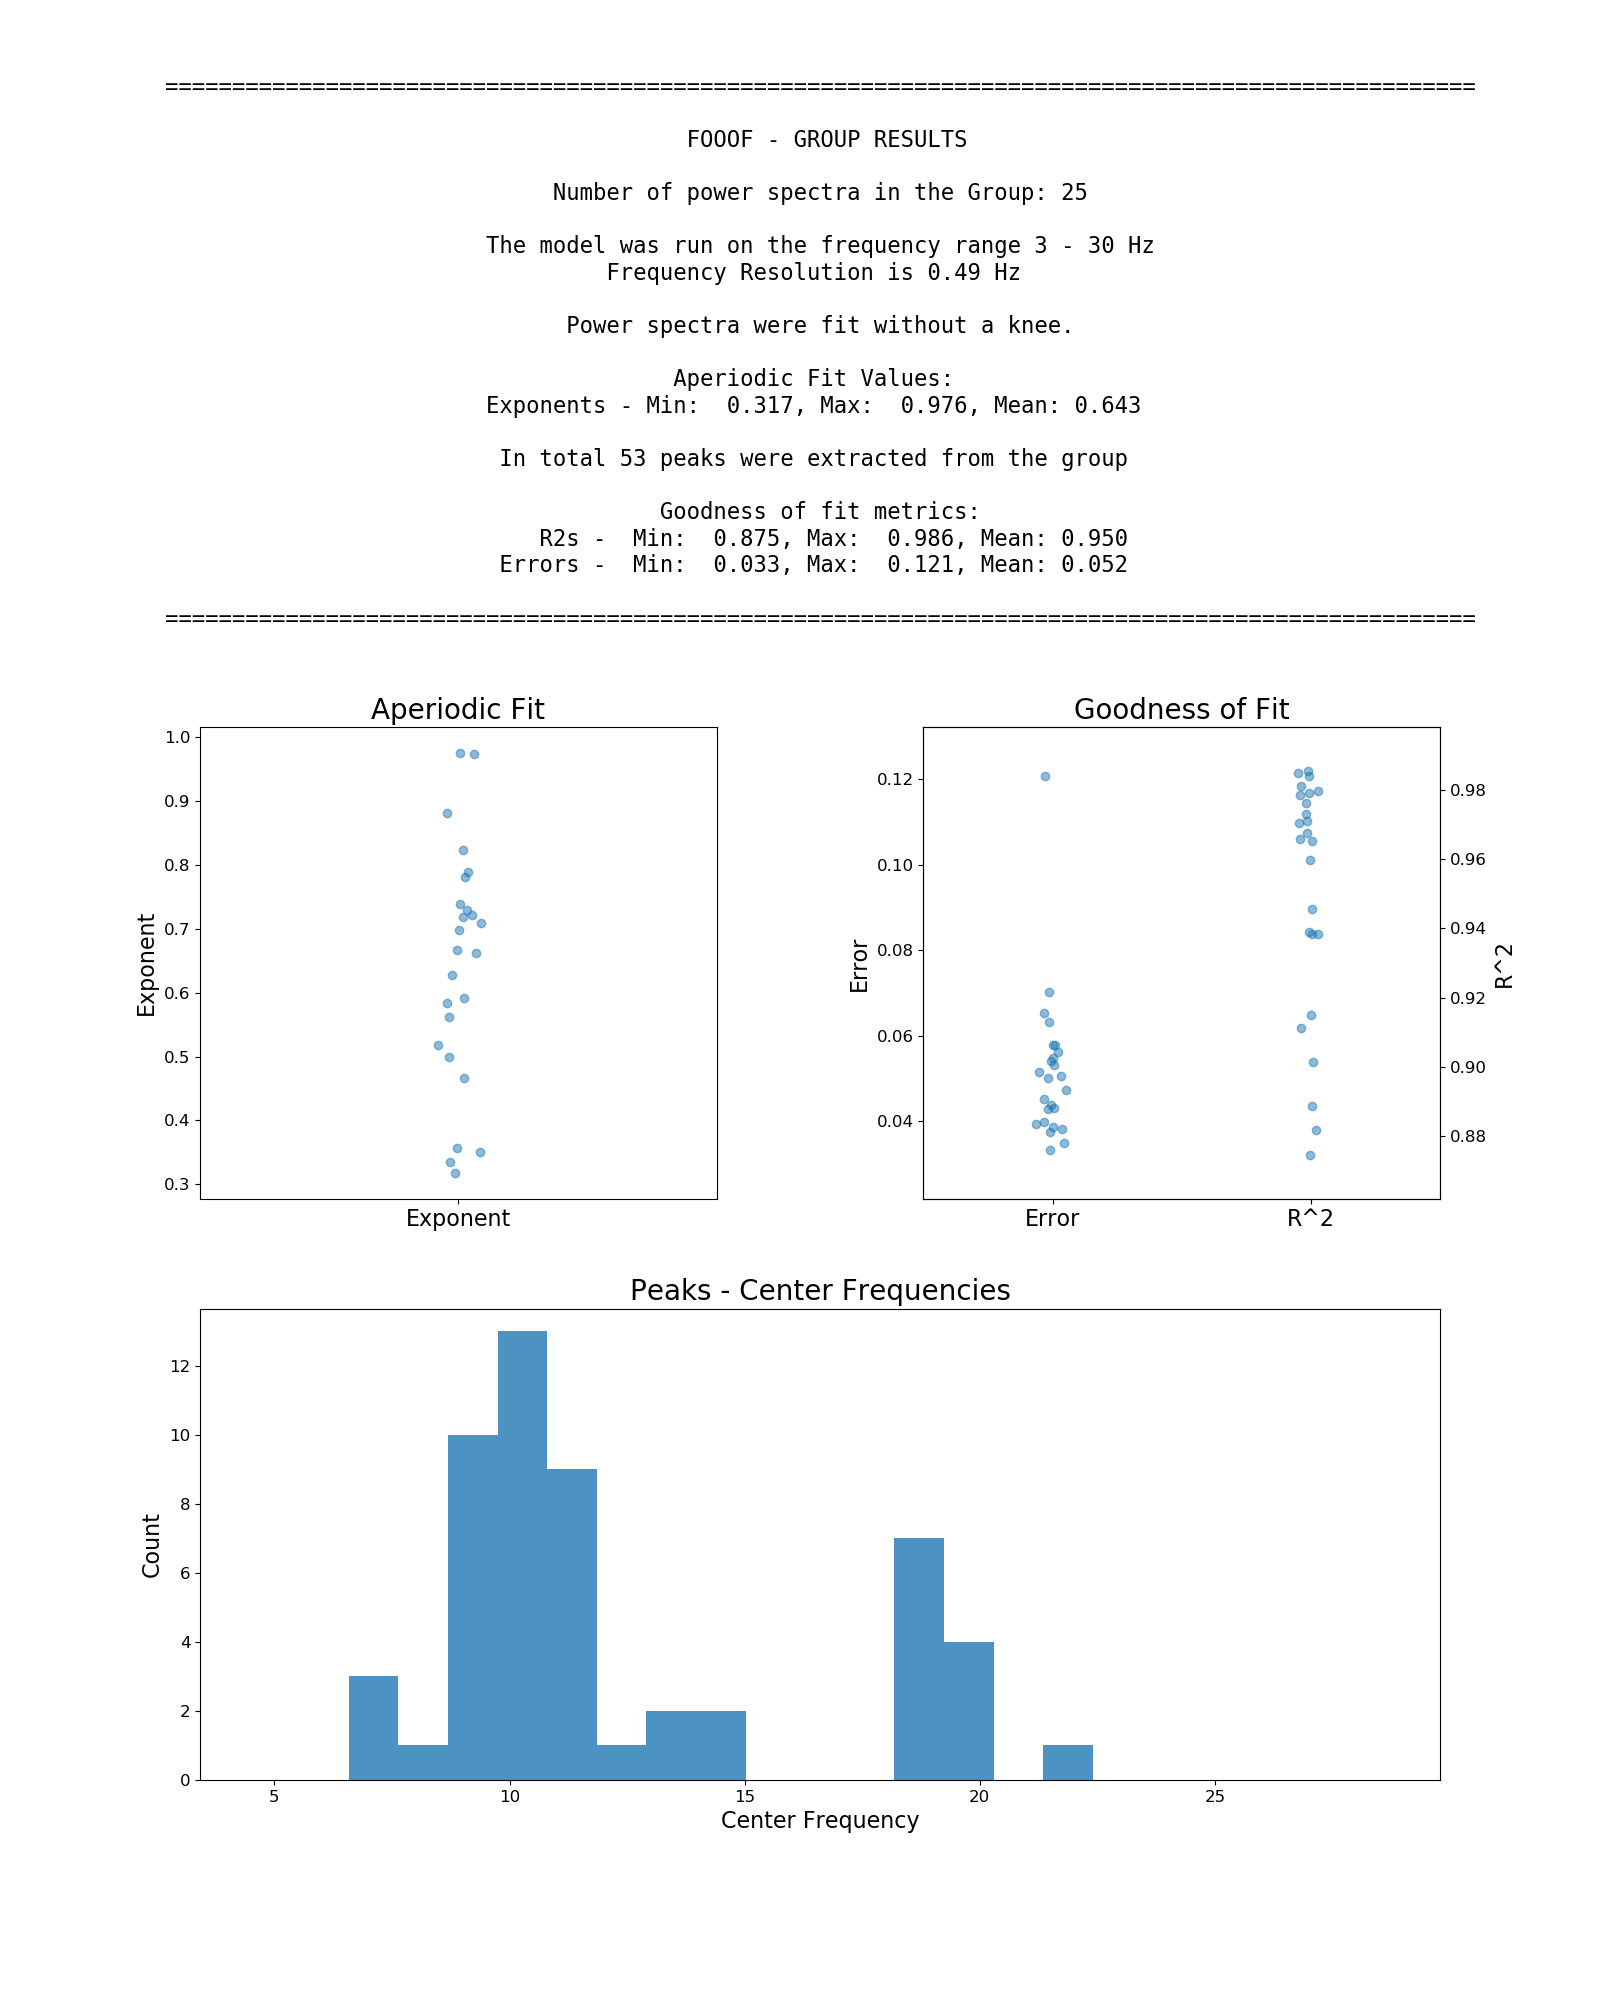 ==================================================================================================
FOOOF - GROUP RESULTS
Number of power spectra in the Group: 25
The model was run on the frequency range 3 - 30 Hz
Frequency Resolution is 0.49 Hz
Power spectra were fit without a knee.
Aperiodic Fit Values:
Exponents - Min:  0.317, Max:  0.976, Mean: 0.643
In total 53 peaks were extracted from the group
Goodness of fit metrics:
R2s -  Min:  0.875, Max:  0.986, Mean: 0.950
Errors -  Min:  0.033, Max:  0.121, Mean: 0.052
==================================================================================================
Aperiodic Fit
1.0
0.9
0.8
0.7
0.6
0.5
0.4
0.3
Exponent
Exponent
Goodness of Fit
0.12
0.10
0.08
0.06
0.04
Error
0.98
0.96
0.94
0.92
0.90
0.88
R^2
Error
R^2
Peaks - Center Frequencies
12
10
8
6
4
2
0
Count
5
10
15
20
25
Center Frequency